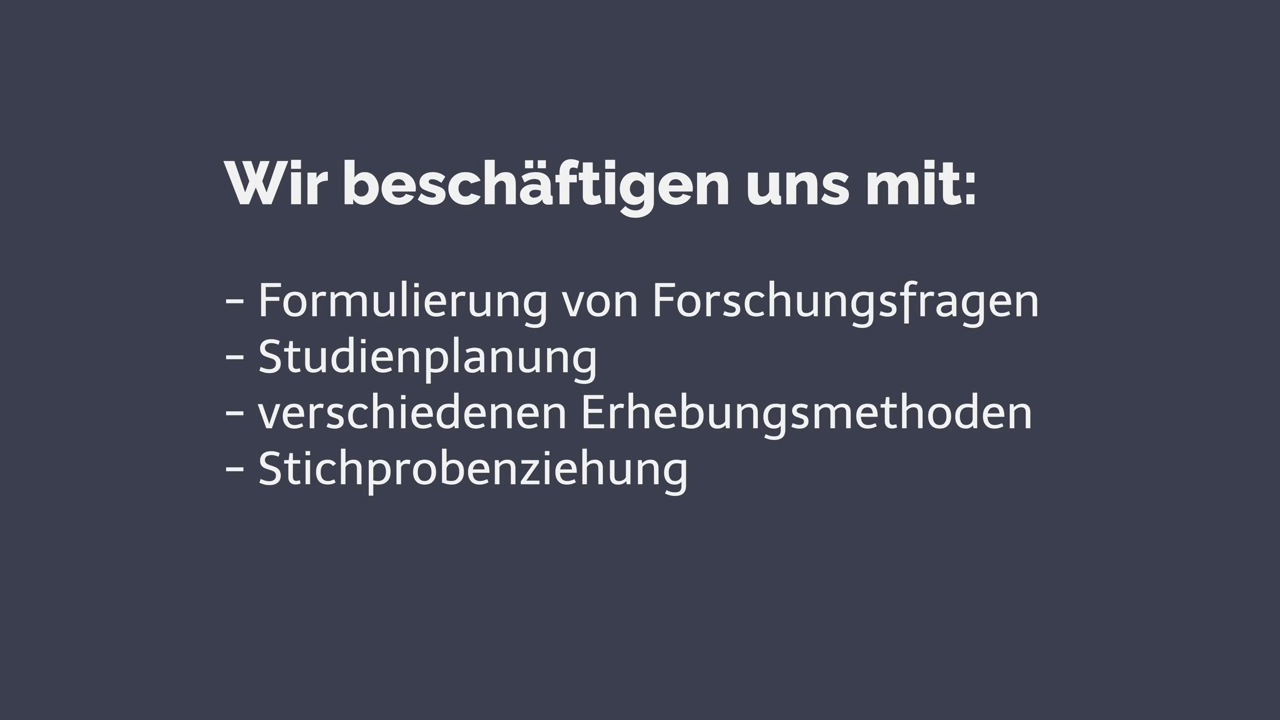 Wir beschäftigen uns mit:
- Formulierung von Forschungsfragen
- Studienplanung
- verschiedenen Erhebungsmethoden
- Stichprobenziehung